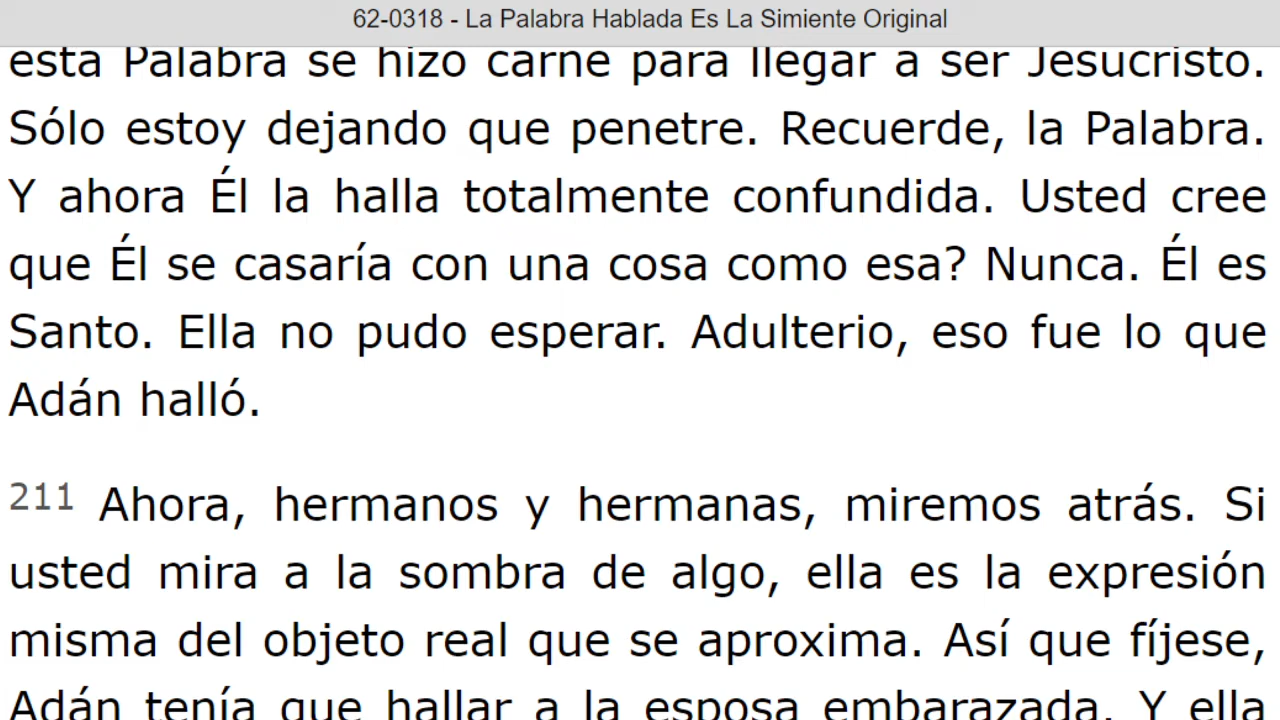 62-0318 - La Palabra Hablada Es La Simiente Original
esta Palabra se hizo carne para llegar a ser Jesucristo.
Sólo estoy dejando que penetre. Recuerde, la Palabra.
Y ahora Él la halla totalmente confundida. Usted cree
que Él se casaría con una cosa como esa? Nunca. Él es
Santo. Ella no pudo esperar. Adulterio, eso fue lo que
Adán halló.
211 Ahora, hermanos y hermanas, miremos atrás. Si
usted mira a la sombra de algo, ella es la expresión
misma del objeto real que se aproxima. Así que fíjese,
Adán tenía que hallar a la esposa embarazada. Y ella